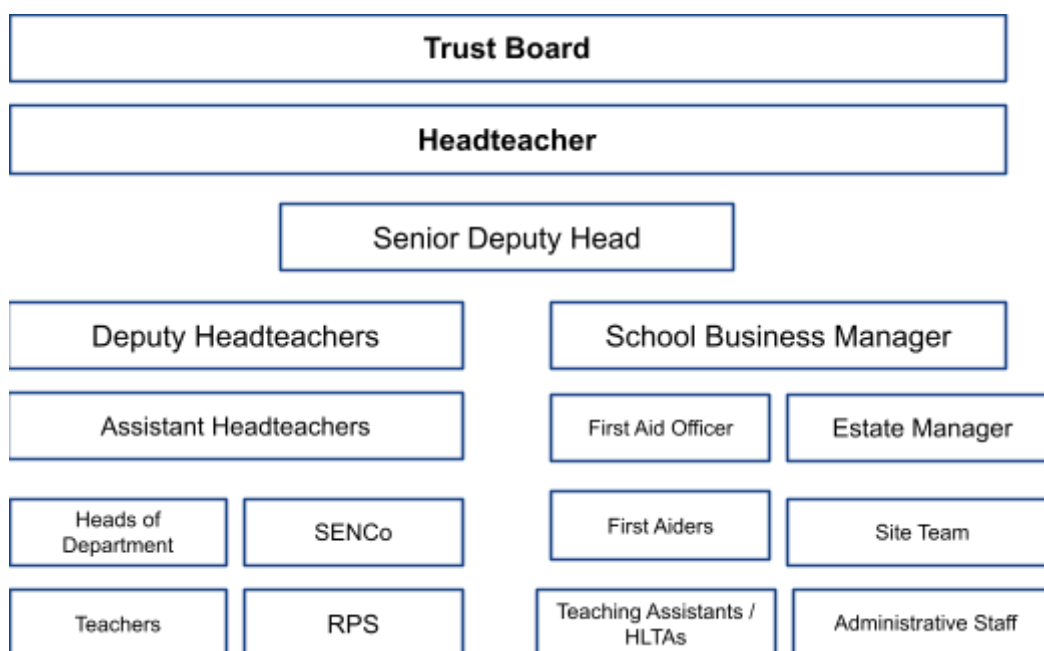 Trust Board
Headteacher
Senior Deputy Head
Deputy Headteachers
School Business Manager
Assistant Headteachers
First Aid Officer
Estate Manager
Heads of
Department
SENCo
First Aiders
Site Team
Teachers
RPS
Teaching Assistants /
HLTAs
Administrative Staff